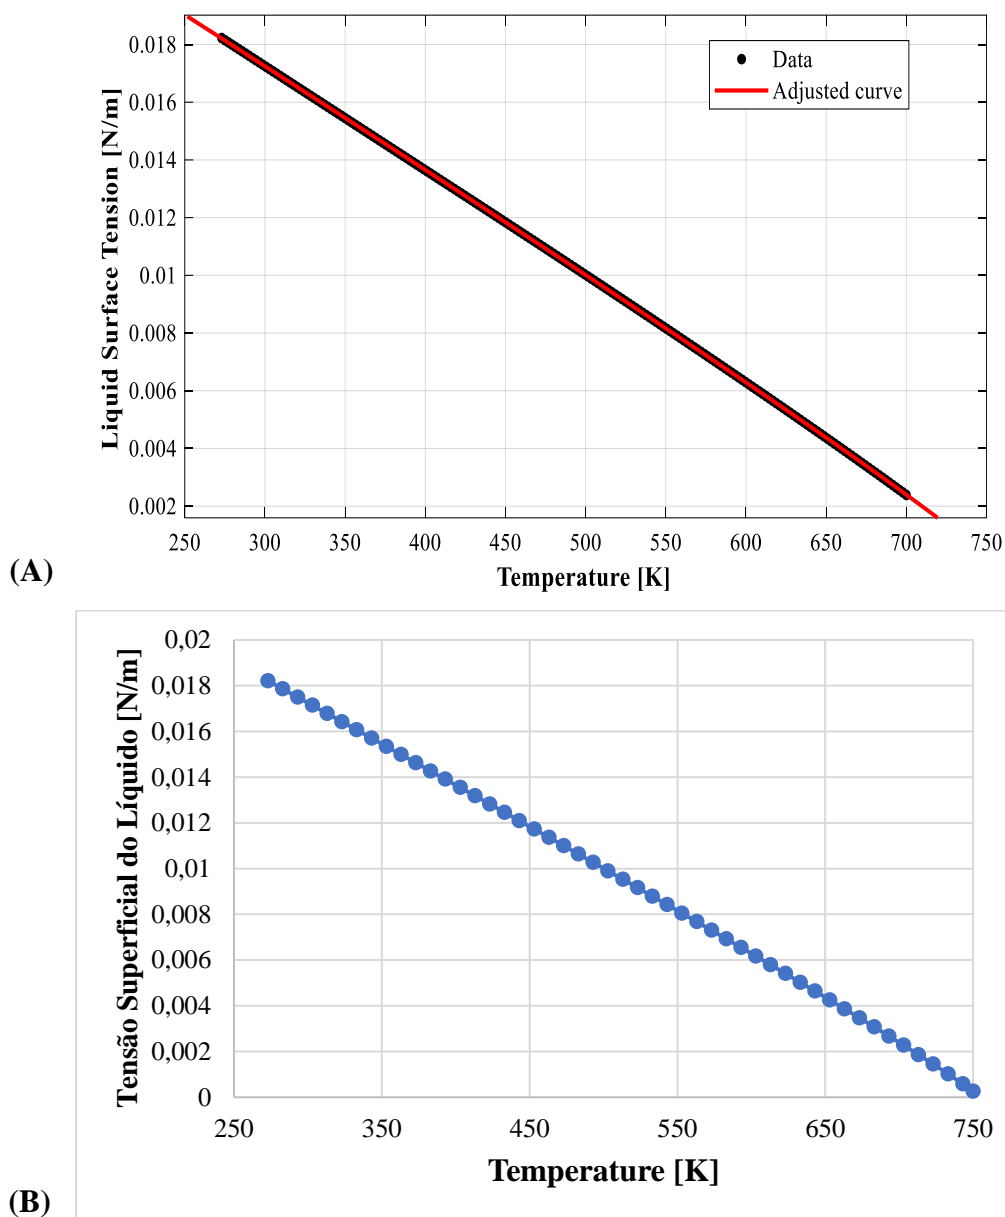 0.018
0.016
0.014
0.012
0.01
0.008
0.006
0.004
0.002
Liquid Surface Tension [N/m]
Data
Adjusted curve
250 300 350 400 450 500 550 600 650 700 750
Temperature [K]
(A)
0,02
0,018
0,016
0,014
0,012
0,01
0,008
0,006
0,004
0,002
0
Tensão Superficial do Líquido [N/m]
250 350 450 550 650 750
Temperature [K]
(B)